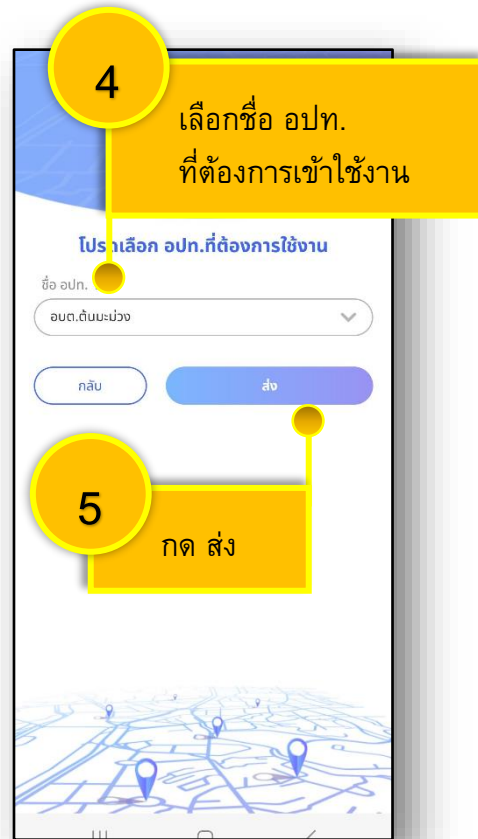 4
เลือกชื่อ อปท.
ที่ต้องการเข้าใช้งาน
โปรดเลือก อปท.ที่ต้องการใช้งาน
ชื่อ อปท.
อบต.ต้นมะม่วง
กลับ
ส่ง
5
กด ส่ง